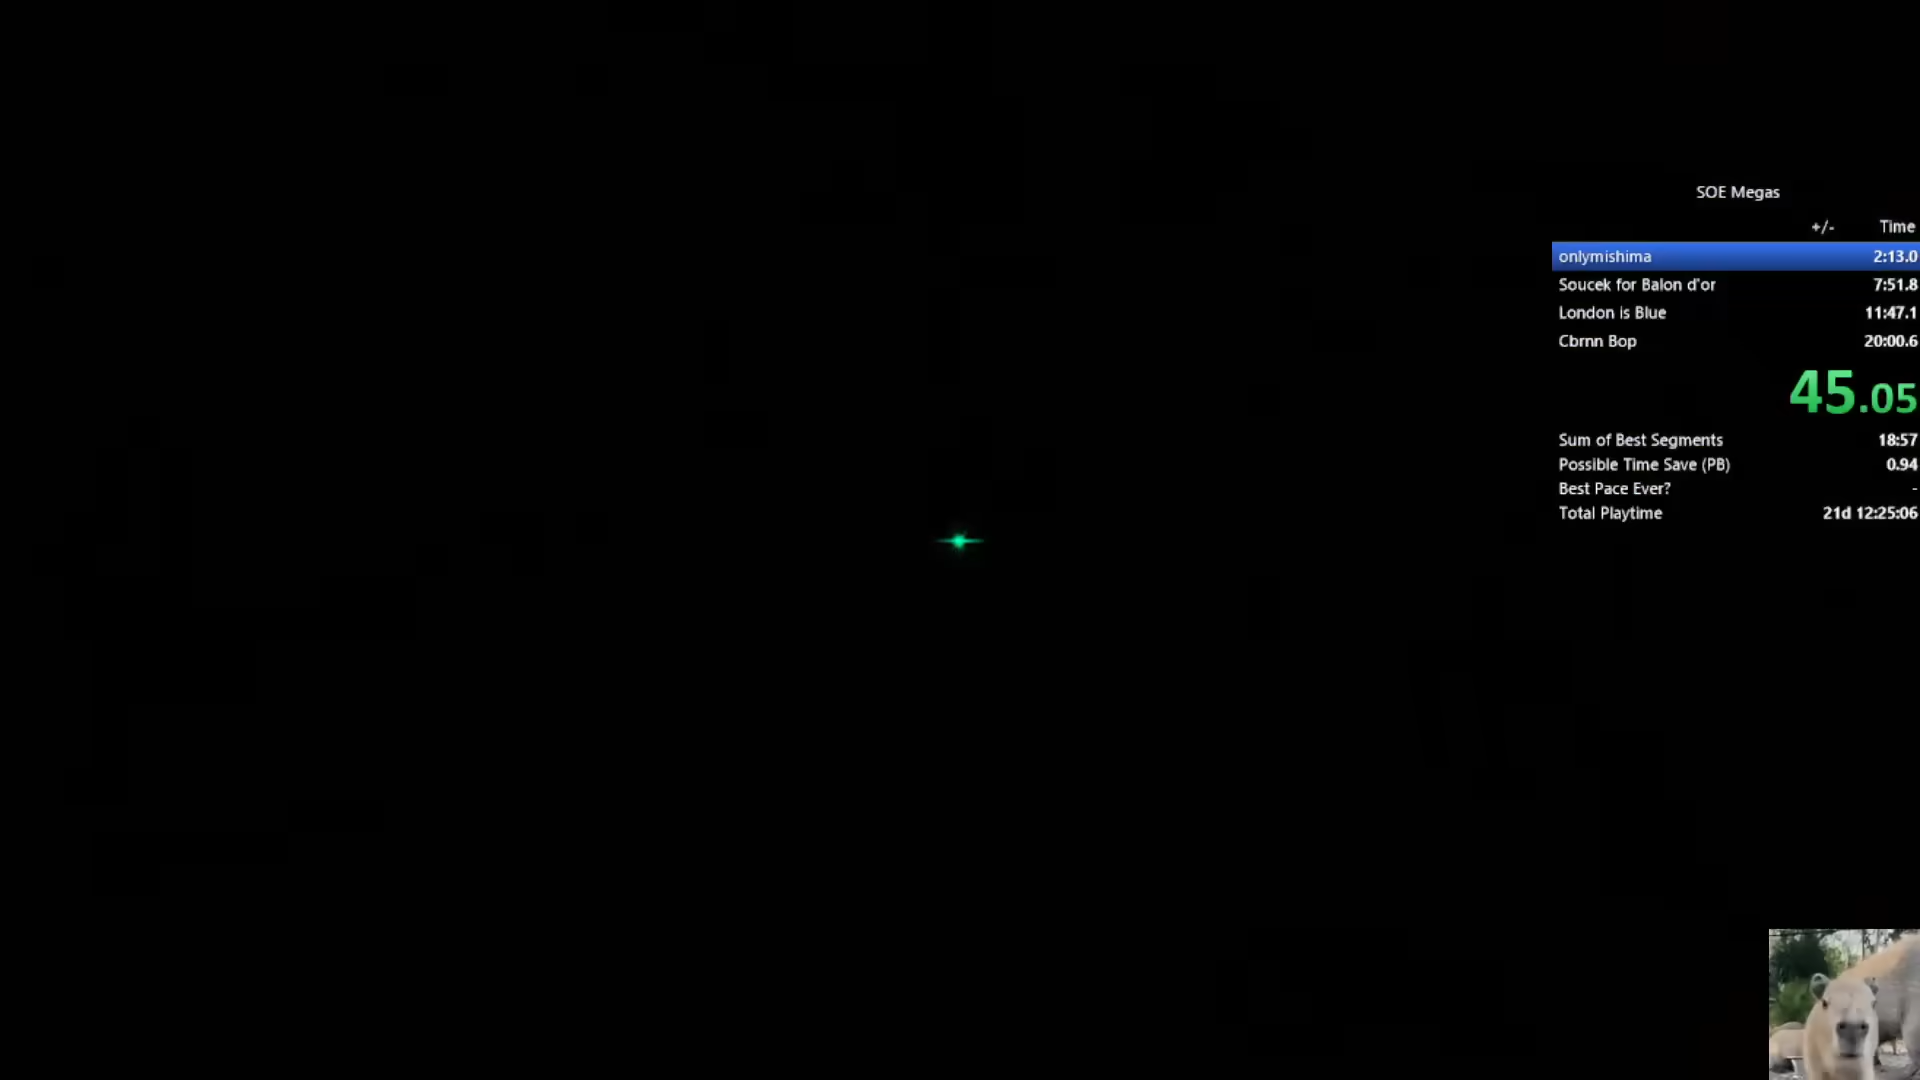 SOE Megas
+/- Time
onlymishima 2:13.0
Soucek for Balon d'or 7:51.8
London is Blue 11:47.1
Cbrnn Bop 20:00.6
45.05
Sum of Best Segments 18:57
Possible Time Save (PB) 0.94
Best Pace Ever? -
Total Playtime 21d 12:25:06